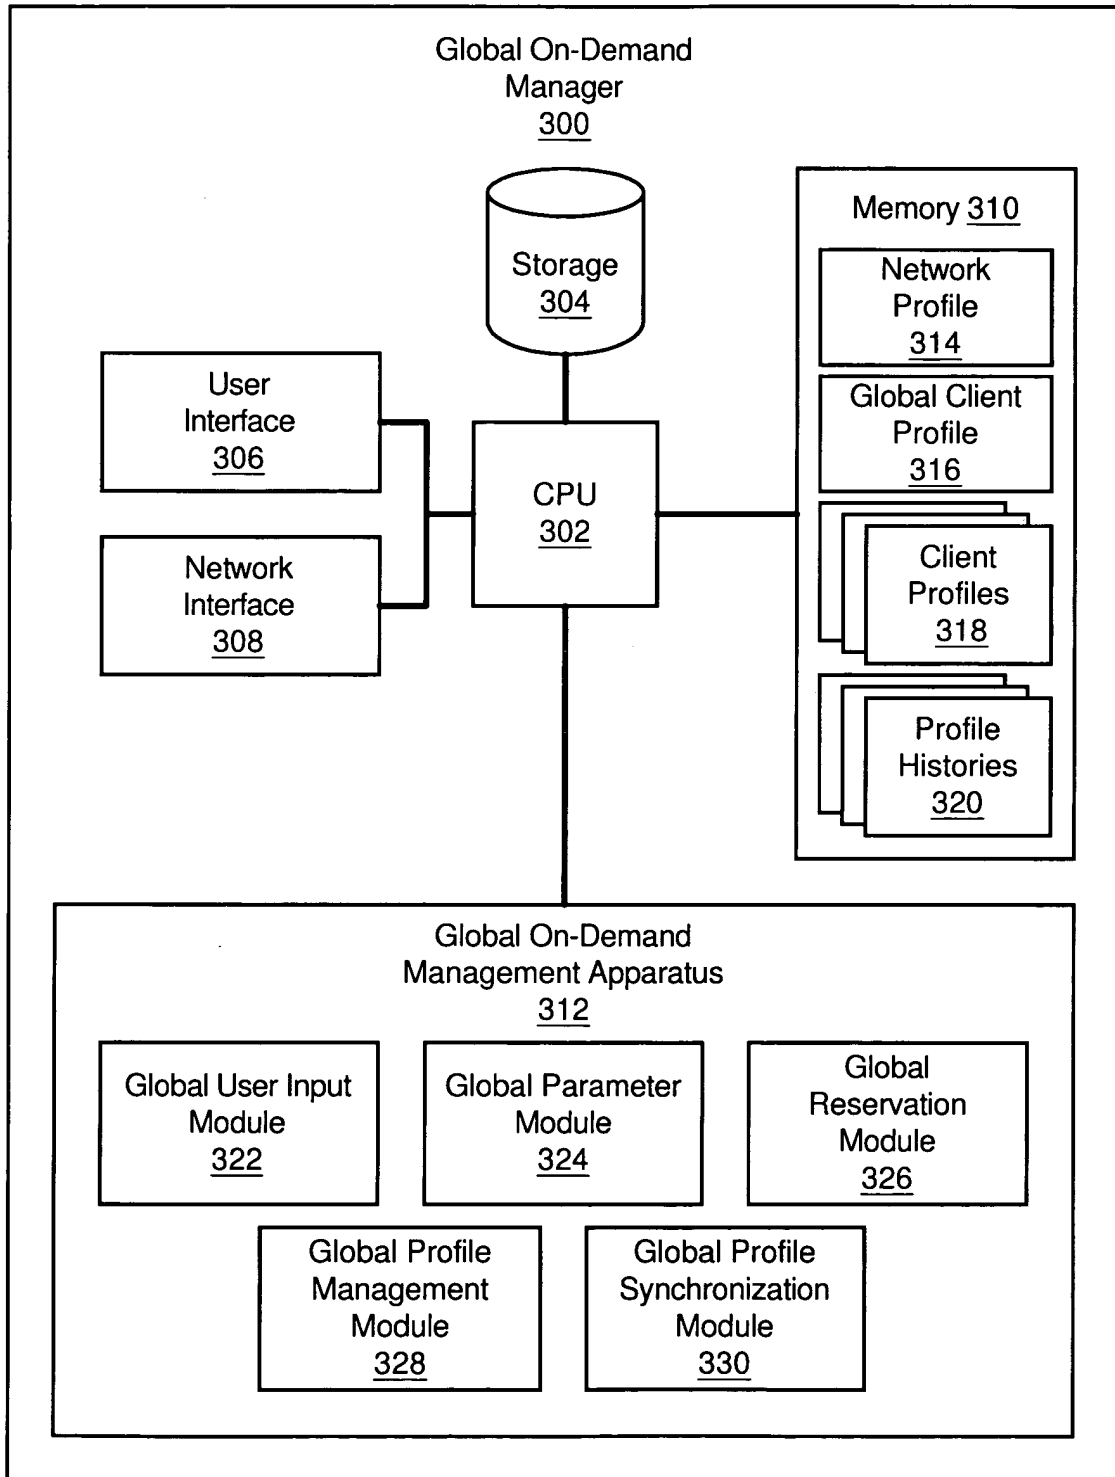 Global On-Demand
Manager
300
Storage
304
Memory 310
Network
Profile
314
Global Client
Profile
316
Client
Profiles
318
Profile
Histories
320
User
Interface
306
Network
Interface
308
CPU
302
Global On-Demand
Management Apparatus
312
Global User Input
Module
322
Global Parameter
Module
324
Global
Reservation
Module
326
Global Profile
Management
Module
328
Global Profile
Synchronization
Module
330